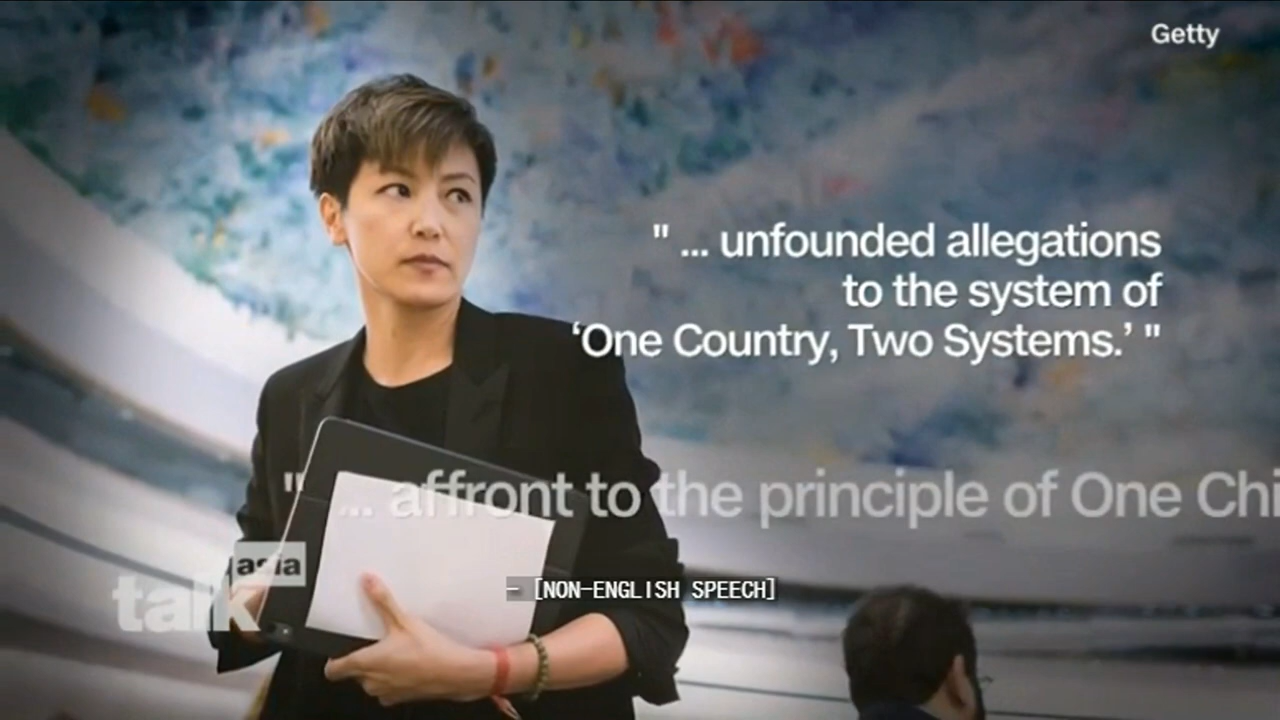 Getty
" ... unfounded allegations
to the system of
‘One Country, Two Systems.’ "
" ... affront to the principle of One Chi
asia
talk
- [NON-ENGLISH SPEECH]